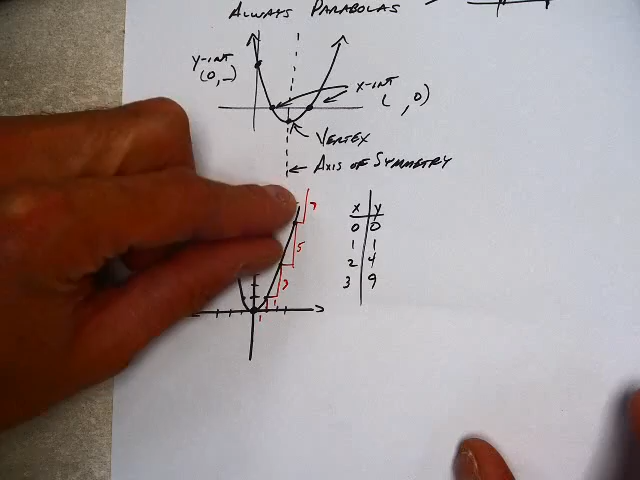 ALWAYS PARABOLAS
Y-INT
(0, _)
X-INT
( , 0)
VERTEX
AXIS OF SYMMETRY
x y
0 0
1 1
2 4
3 9
7
5
3
1
1